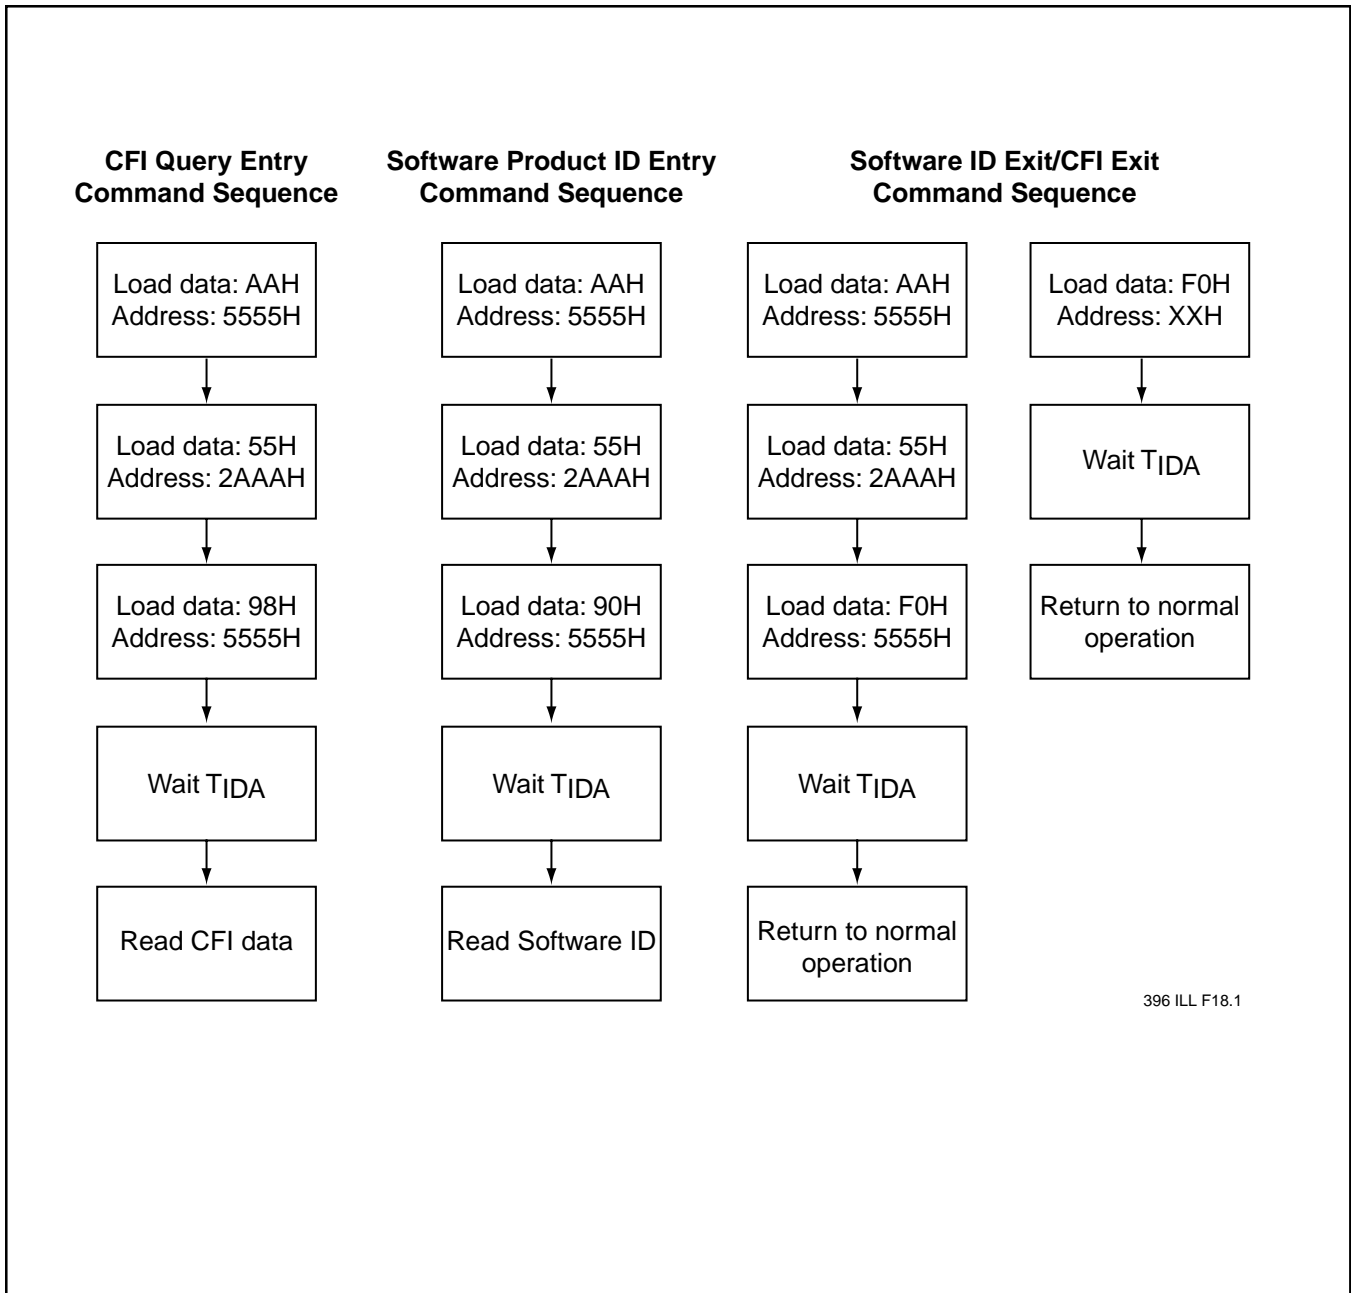 CFI Query Entry
Command Sequence
Load data: AAH
Address: 5555H
Load data: 55H
Address: 2AAAH
Load data: 98H
Address: 5555H
Wait TIDA
Read CFI data
Software Product ID Entry
Command Sequence
Load data: AAH
Address: 5555H
Load data: 55H
Address: 2AAAH
Load data: 90H
Address: 5555H
Wait TIDA
Read Software ID
Software ID Exit/CFI Exit
Command Sequence
Load data: AAH
Address: 5555H
Load data: 55H
Address: 2AAAH
Load data: F0H
Address: 5555H
Wait TIDA
Return to normal
operation
Load data: F0H
Address: XXH
Wait TIDA
Return to normal
operation
396 ILL F18.1